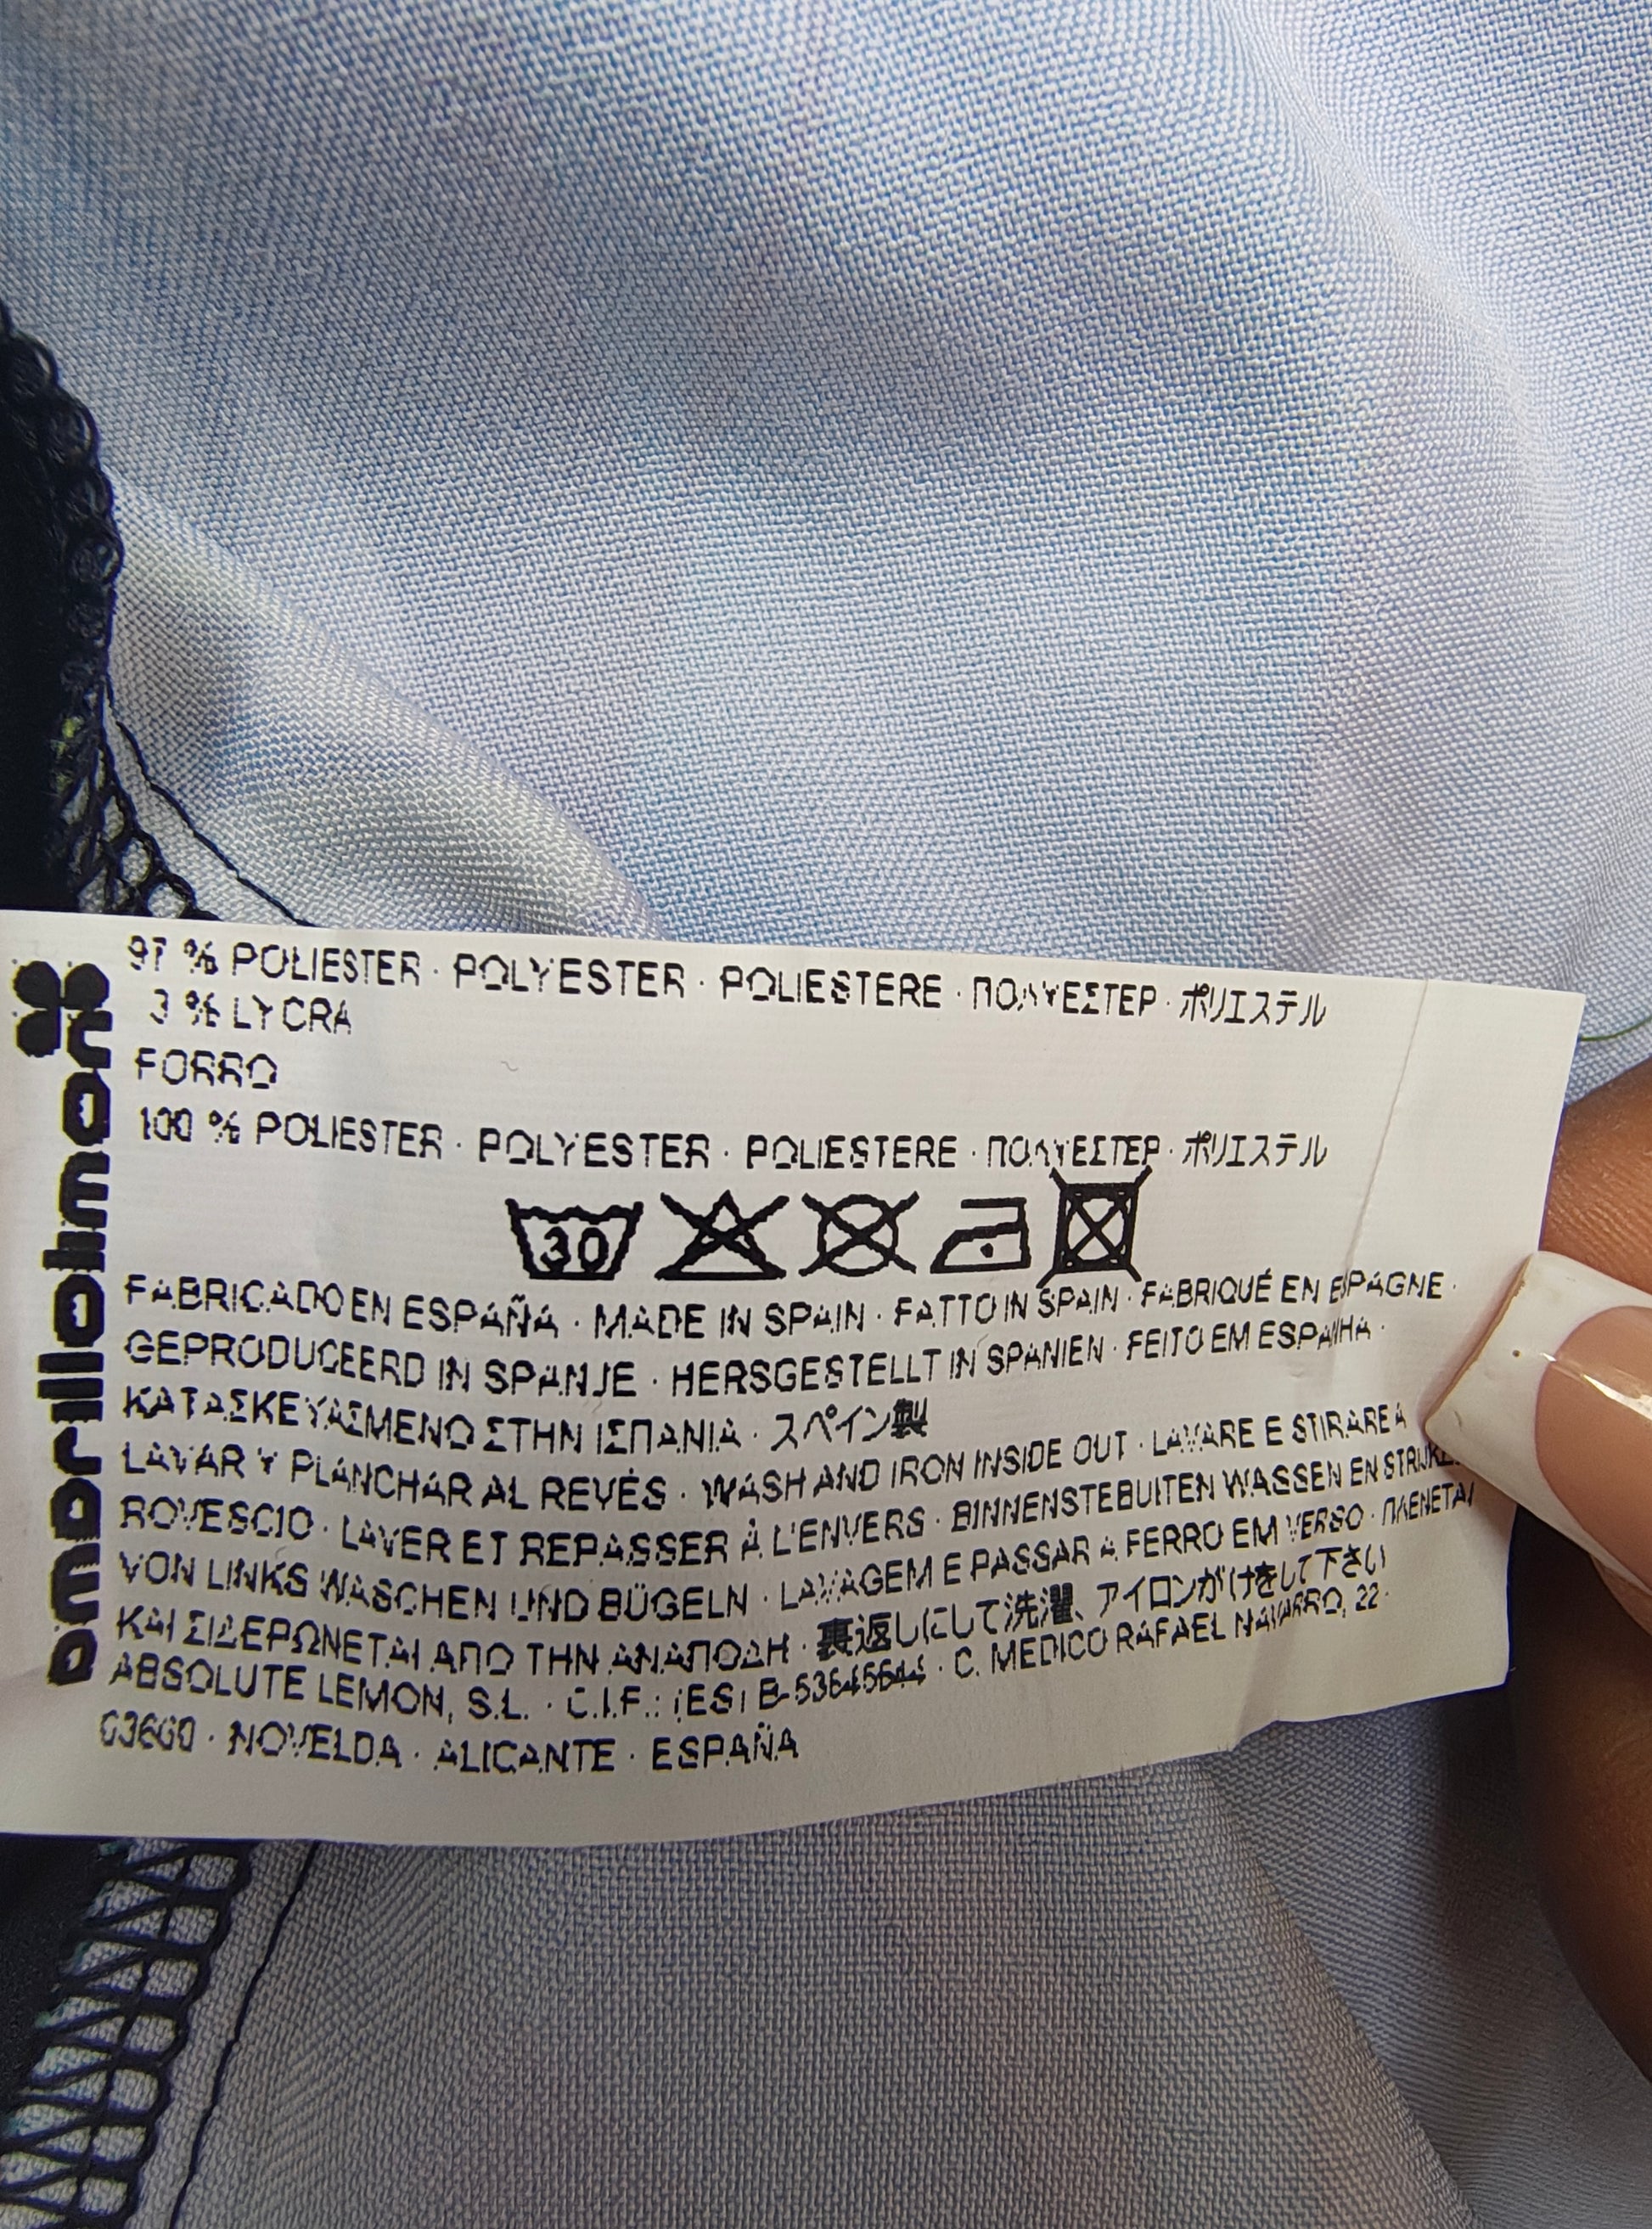 amarillolimon
97 % POLIESTER · POLYESTER · POLIESTERE · ΠΟΛΥΕΣΤΕΡ · ポリエステル
3 % LYCRA
FORRO
100 % POLIESTER · POLYESTER · POLIESTERE · ΠΟΛΥΕΣΤΕΡ · ポリエステル
30
FABRICADO EN ESPAÑA · MADE IN SPAIN · FATTO IN SPAIN · FABRIQUÉ EN ESPAGNE ·
GEPRODUCEERD IN SPANJE · HERSGESTELLT IN SPANIEN · FEITO EM ESPANHA ·
ΚΑΤΑΣΚΕΥΑΣΜΕΝΟ ΣΤΗΝ ΙΣΠΑΝΙΑ · スペイン製
LAVAR Y PLANCHAR AL REVÉS · WASH AND IRON INSIDE OUT · LAVARE E STIRARE A
ROVESCIO · LAVER ET REPASSER À L'ENVERS · BINNENSTEBUITEN WASSEN EN
VON LINKS WASCHEN UND BÜGELN · LAVAGEM E PASSAR A FERRO EM VERSO · ΠΛΕΝΕΤΑΙ
ΚΑΙ ΣΙΔΕΡΩΝΕΤΑΙ ΑΠΟ ΤΗΝ ΑΝΑΠΟΔΗ · 裏返しにして洗濯、アイロンがけをして下さい
ABSOLUTE LEMON, S.L. · C.I.F.: (ES) · C. MEDICO RAFAEL NAVARRO, 22 ·
03660 · NOVELDA · ALICANTE · ESPAÑA